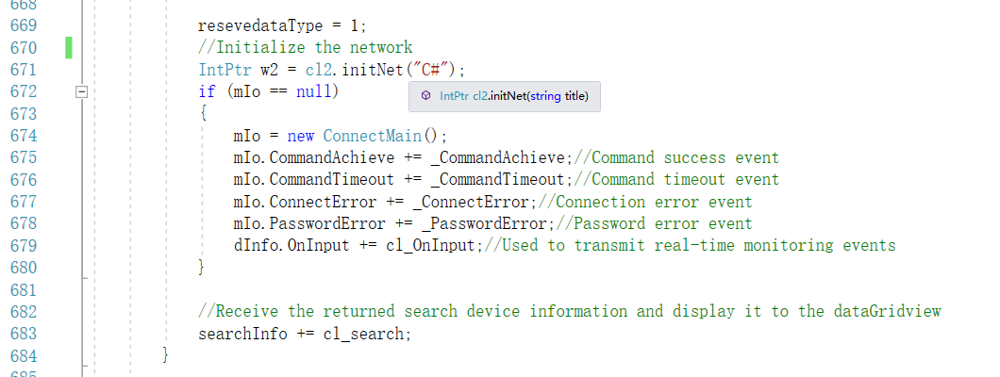 668
669 resevedataType = 1;
670 //Initialize the network
671 IntPtr w2 = cl2.initNet("C#");
672 if (mIo == null)
IntPtr cl2.initNet(string title)
673 {
674 mIo = new ConnectMain();
675 mIo.CommandAchieve += _CommandAchieve;//Command success event
676 mIo.CommandTimeout += _CommandTimeout;//Command timeout event
677 mIo.ConnectError += _ConnectError;//Connection error event
678 mIo.PasswordError += _PasswordError;//Password error event
679 dInfo.OnInput += cl_OnInput;//Used to transmit real-time monitoring events
680 }
681
682 //Receive the returned search device information and display it to the dataGridview
683 searchInfo += cl_search;
684 }
685